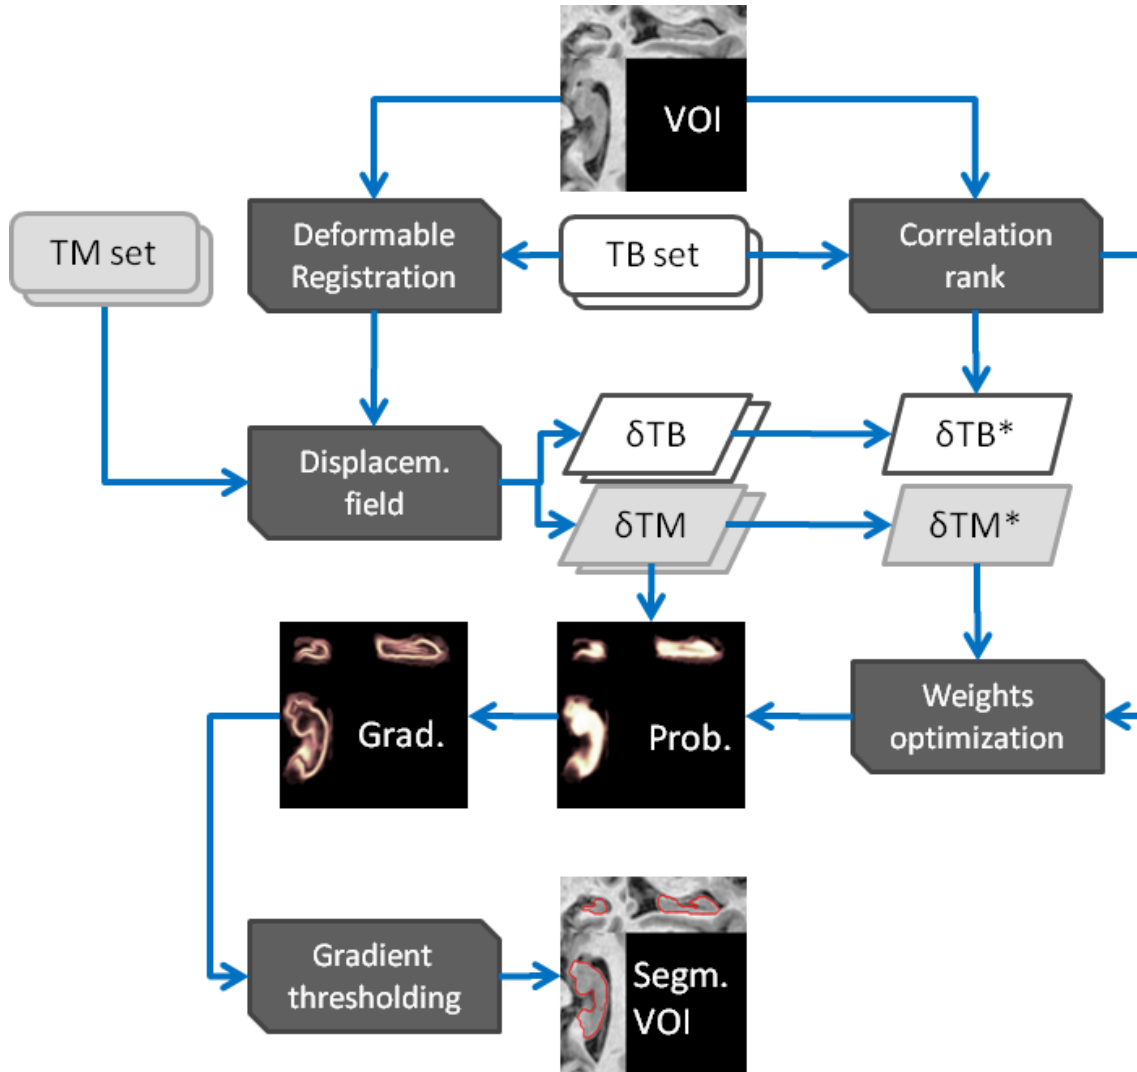 VOI
TM set
Deformable
Registration
TB set
Correlation
rank
Displacem.
field
δTB
δTB*
δTM
δTM*
Grad.
Prob.
Weights
optimization
Gradient
thresholding
Segm.
VOI